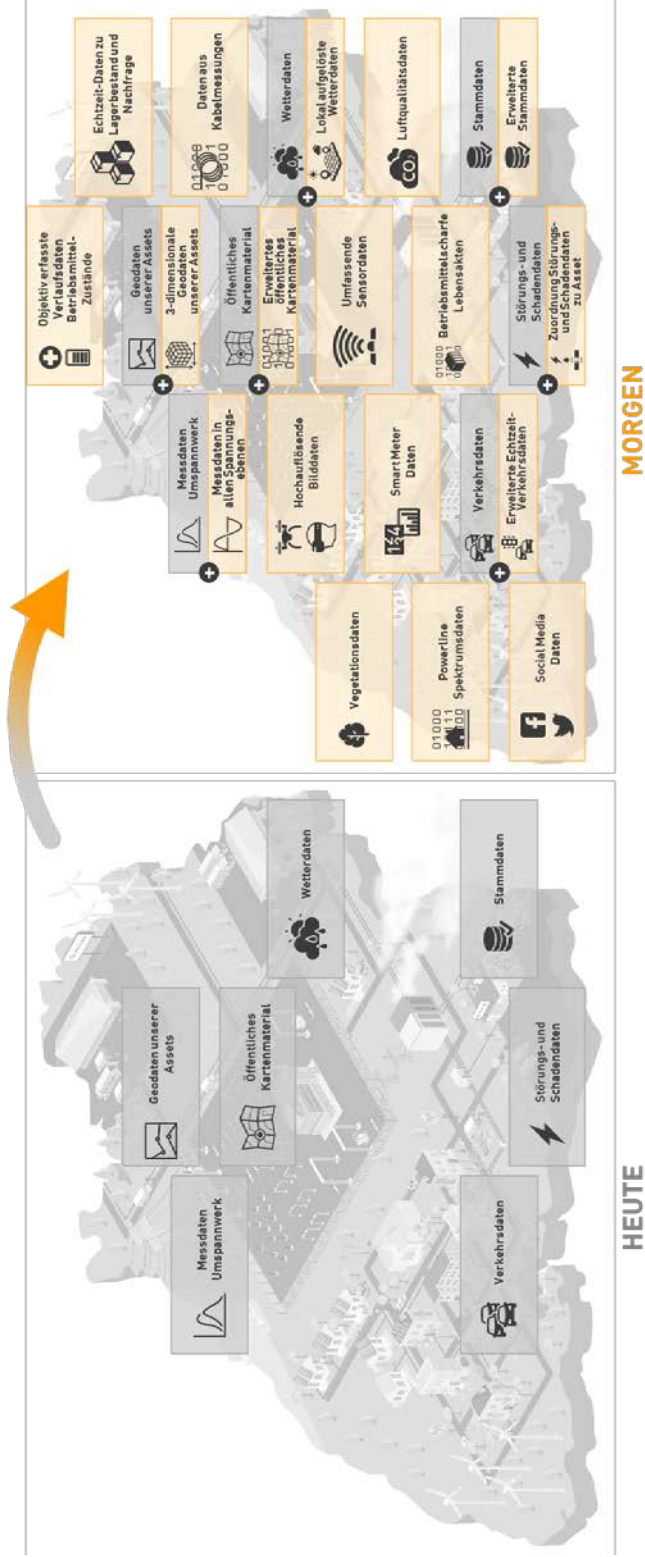 Geodaten unserer
Assets
Messdaten
Umspannwerk
Öffentliches
Kartenmaterial
Wetterdaten
Verkehrsdaten
Stammdaten
Störungs- und
Schadendaten
HEUTE
Objektiv erfasste
Verlaufsdaten
Betriebsmittel-
Zustände
Echtzeit-Daten zu
Lagerbestand und
Nachfrage
Geodaten
unserer Assets
3-dimensionale
Geodaten
unserer Assets
Daten aus
Kabelmessungen
Messdaten
Umspannwerk
Messdaten in
allen Spannungs-
ebenen
Öffentliches
Kartenmaterial
Erweitertes
öffentliches
Kartenmaterial
Wetterdaten
Lokal aufgelöste
Wetterdaten
Hochauflösende
Bilddaten
Vegetationsdaten
Umfassende
Sensordaten
CO₂
Luftqualitätsdaten
Smart Meter
Daten
Powerline
Spektrumsdaten
Betriebsmittelscharfe
Lebensakten
Verkehrsdaten
Erweiterte Echtzeit-
Verkehrsdaten
Stammdaten
Erweiterte
Stammdaten
Social Media
Daten
Störungs- und
Schadendaten
Zuordnung Störungs-
und Schadendaten
zu Asset
MORGEN